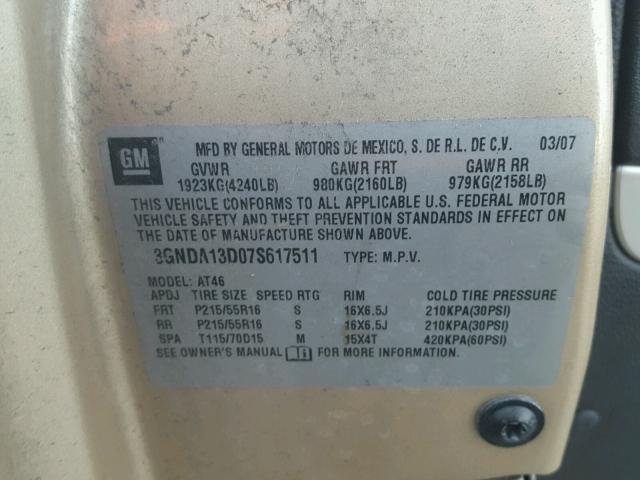 GM
MFD BY GENERAL MOTORS DE MEXICO, S. DE R.L. DE C.V. 03/07
GVWR GAWR FRT GAWR RR
1923KG(4240LB) 980KG(2160LB) 979KG(2158LB)
THIS VEHICLE CONFORMS TO ALL APPLICABLE U.S. FEDERAL MOTOR
VEHICLE SAFETY AND THEFT PREVENTION STANDARDS IN EFFECT ON
THE DATE OF MANUFACTURE SHOWN ABOVE.
3GNDA13D07S617511 TYPE: M.P.V.
MODEL: AT46
APDJ TIRE SIZE SPEED RTG RIM COLD TIRE PRESSURE
FRT P215/55R16 S 16X6.5J 210KPA(30PSI)
RR P215/55R16 S 16X6.5J 210KPA(30PSI)
SPA T115/70D15 M 15X4T 420KPA(60PSI)
SEE OWNER'S MANUAL FOR MORE INFORMATION.